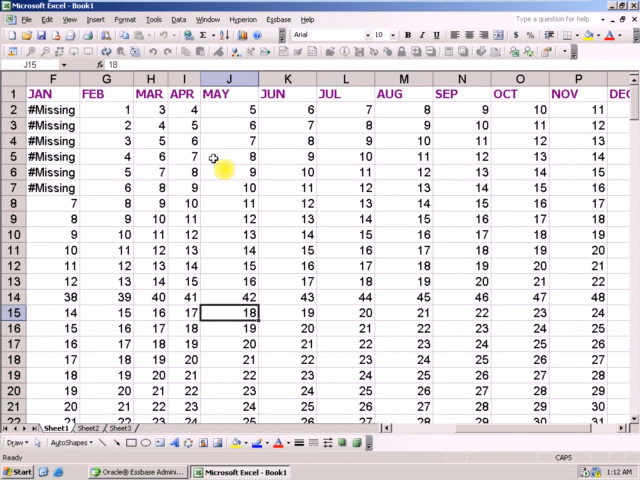 Microsoft Excel - Book1
File Edit View Insert Format Tools Data Window Hyperion Essbase Help Type a question for help
Arial 10 B I U
J15 fx 18
F G H I J K L M N O P
1 JAN FEB MAR APR MAY JUN JUL AUG SEP OCT NOV DEC
2 #Missing 1 3 4 5 6 7 8 9 10 11
3 #Missing 2 4 5 6 7 8 9 10 11 12
4 #Missing 3 5 6 7 8 9 10 11 12 13
5 #Missing 4 6 7 8 9 10 11 12 13 14
6 #Missing 5 7 8 9 10 11 12 13 14 15
7 #Missing 6 8 9 10 11 12 13 14 15 16
8 7 8 9 10 11 12 13 14 15 16 17
9 8 9 10 11 12 13 14 15 16 17 18
10 9 10 11 12 13 14 15 16 17 18 19
11 10 11 12 13 14 15 16 17 18 19 20
12 11 12 13 14 15 16 17 18 19 20 21
13 12 13 14 15 16 17 18 19 20 21 22
14 38 39 40 41 42 43 44 45 46 47 48
15 14 15 16 17 18 19 20 21 22 23 24
16 15 16 17 18 19 20 21 22 23 24 25
17 16 17 18 19 20 21 22 23 24 25 26
18 17 18 19 20 21 22 23 24 25 26 27
19 18 19 20 21 22 23 24 25 26 27 28
20 19 20 21 22 23 24 25 26 27 28 29
21 20 21 22 23 24 25 26 27 28 29 30
22 21 22 23 24 25 26 27 28 29 30 31
Sheet1 Sheet2 Sheet3
Draw AutoShapes
Ready CAPS
Start Oracle® Essbase Admini... Microsoft Excel - Book1 1:12 AM